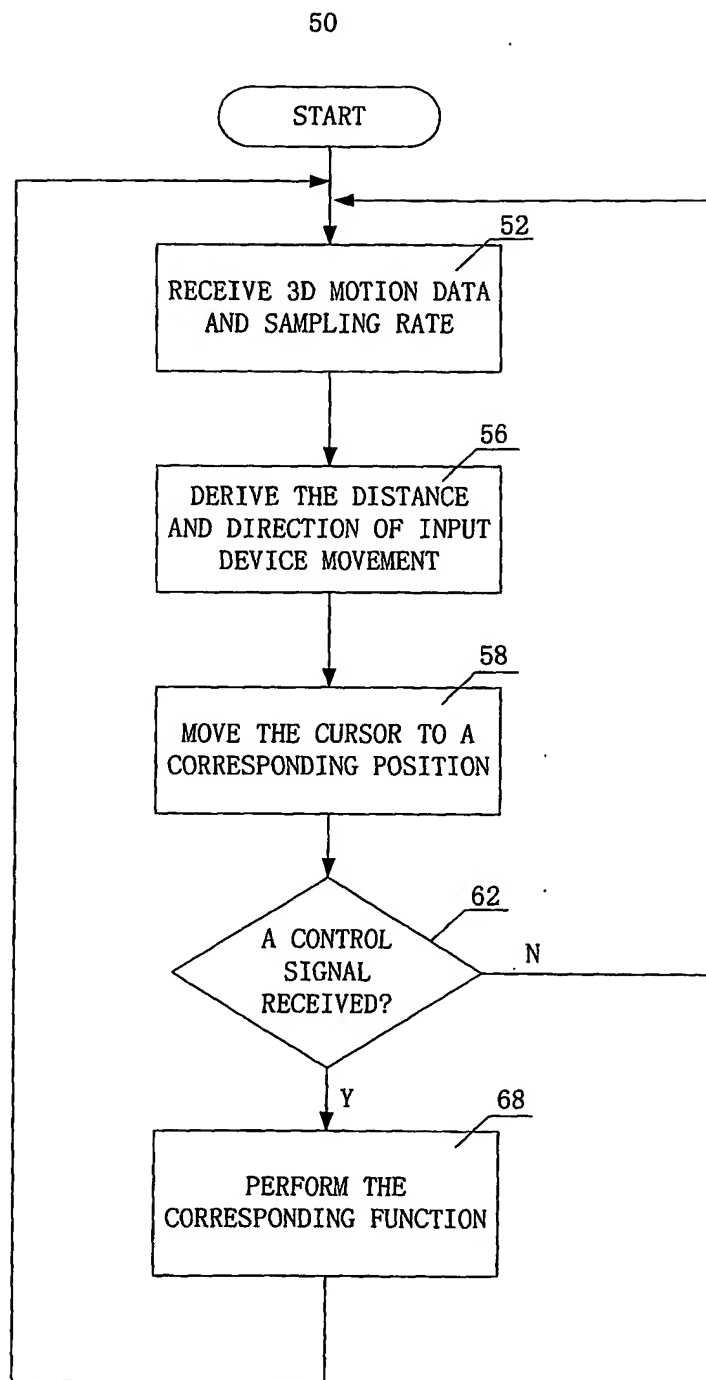 50
START
52
RECEIVE 3D MOTION DATA
AND SAMPLING RATE
56
DERIVE THE DISTANCE
AND DIRECTION OF INPUT
DEVICE MOVEMENT
58
MOVE THE CURSOR TO A
CORRESPONDING POSITION
62
A CONTROL
SIGNAL
RECEIVED?
N
Y
68
PERFORM THE
CORRESPONDING FUNCTION